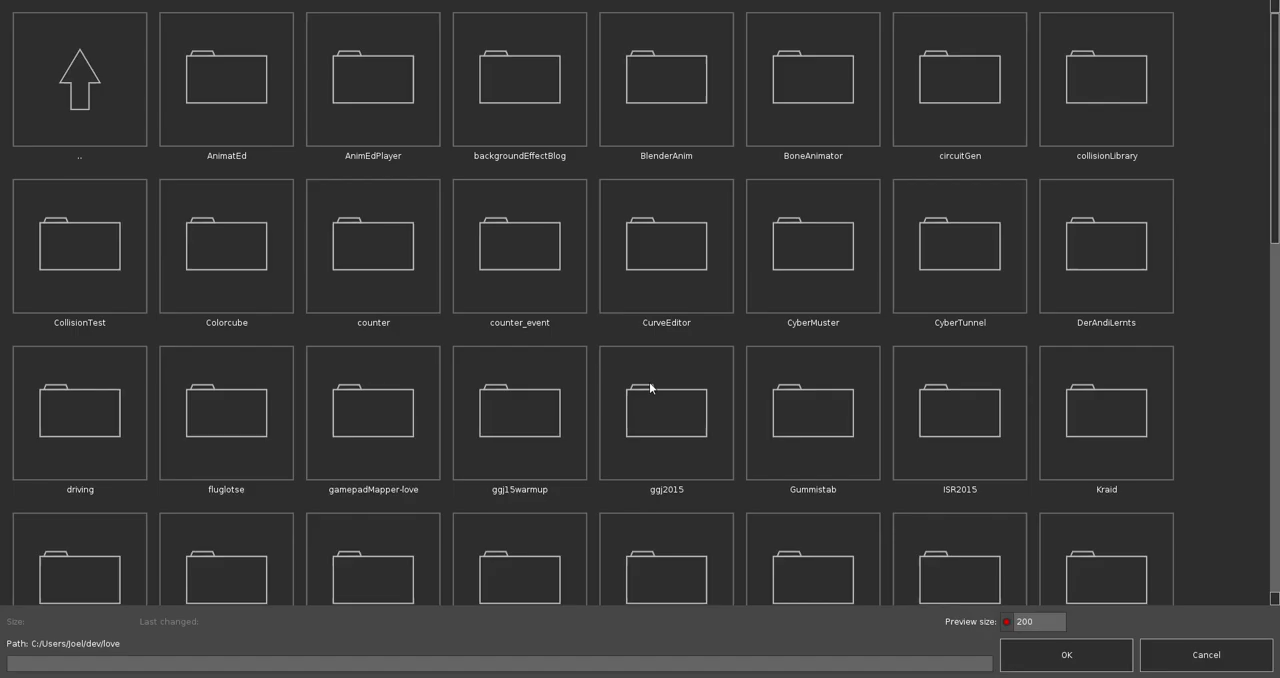 ..
AnimatEd
AnimEdPlayer
backgroundEffectBlog
BlenderAnim
BoneAnimator
circuitGen
collisionLibrary
CollisionTest
Colorcube
counter
counter_event
CurveEditor
CyberMuster
CyberTunnel
DerAndiLernts
driving
fluglotse
gamepadMapper-love
ggj15warmup
ggj2015
Gummistab
ISR2015
Kraid
Size:
Last changed:
Preview size:
200
Path: C:/Users/Joel/dev/love
OK
Cancel